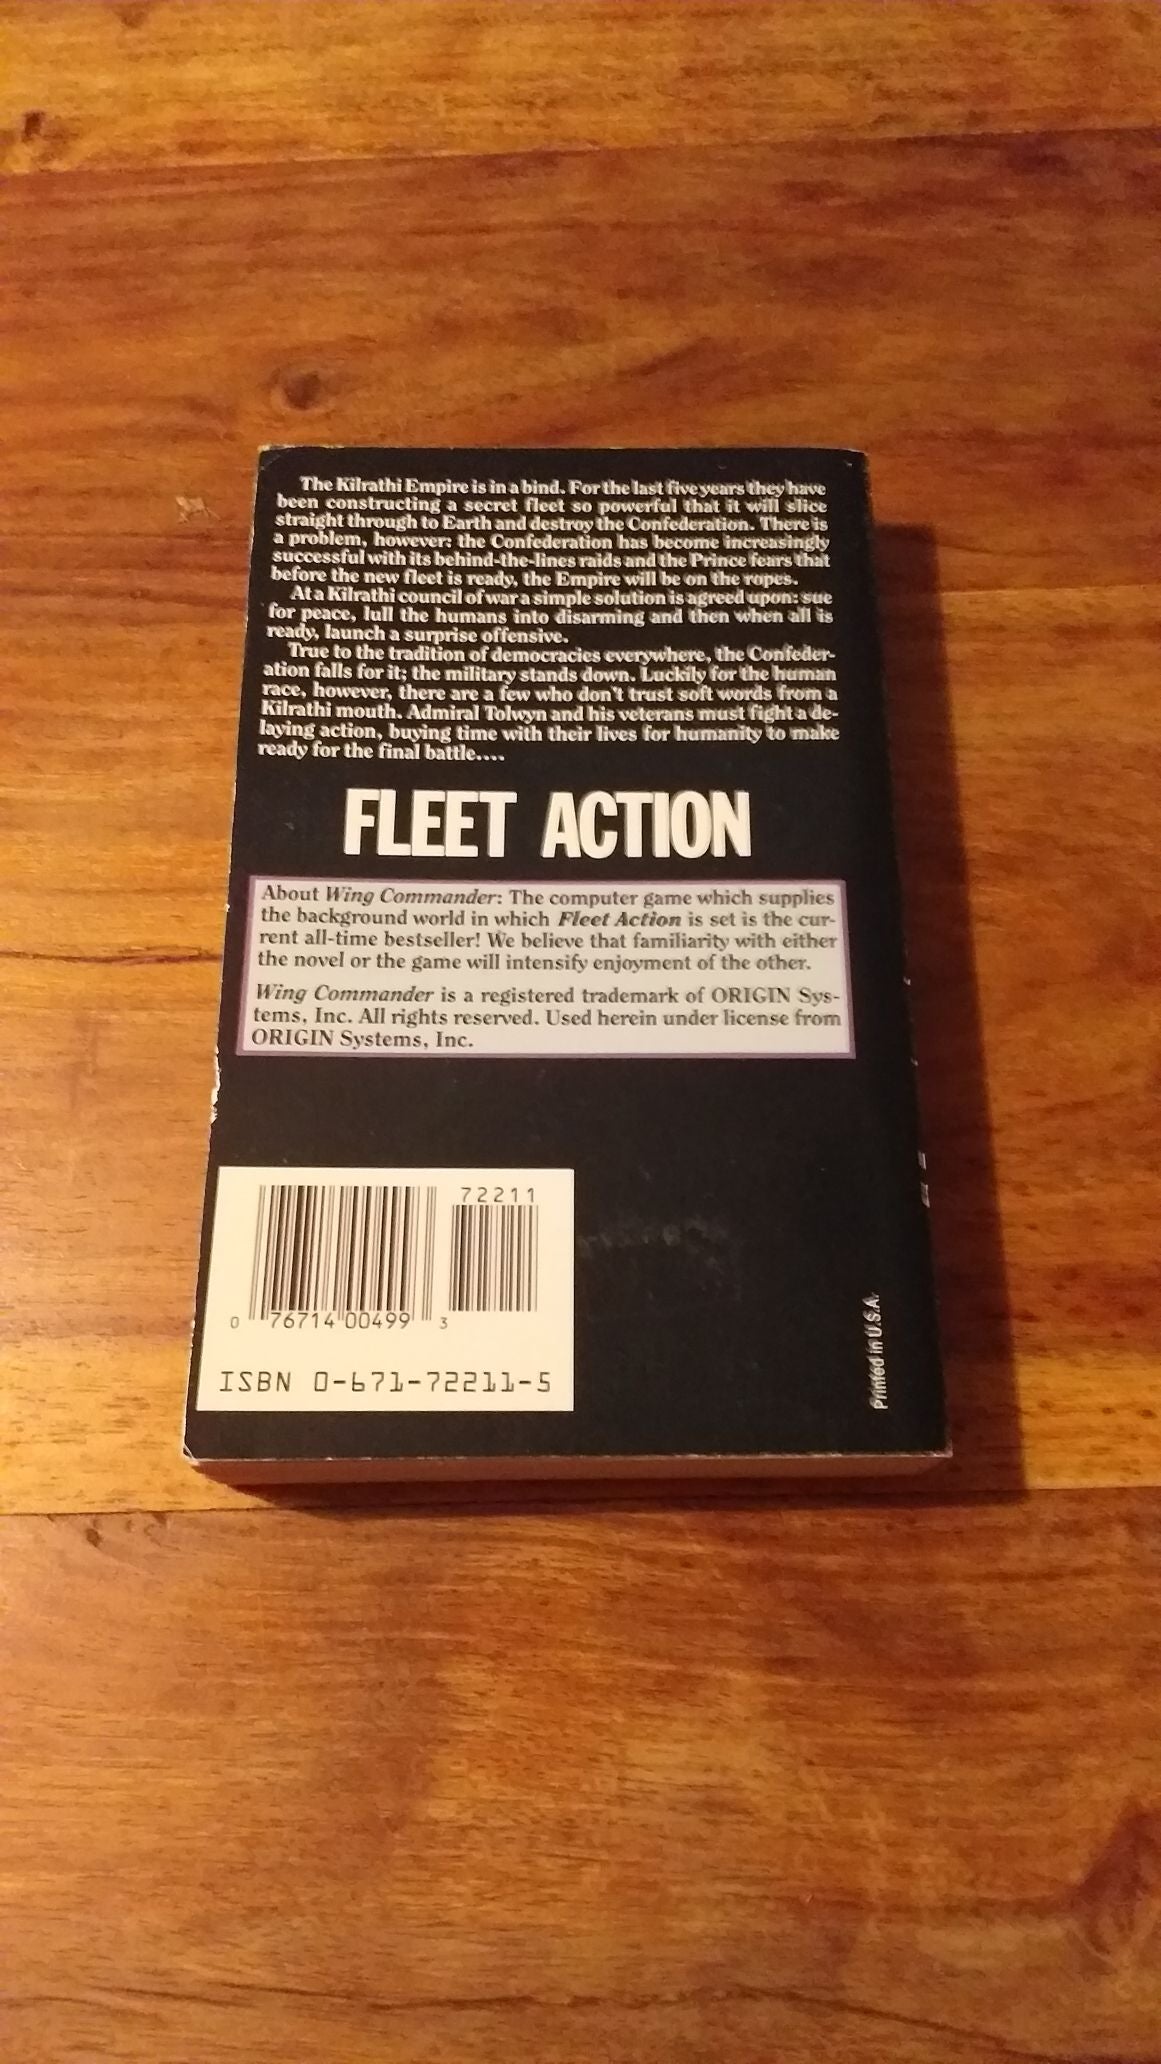 The Kilrathi Empire is in a bind. For the last five years they have
been constructing a secret fleet so powerful that it will slice
straight through to Earth and destroy the Confederation. There is
a problem, however: the Confederation has become increasingly
successful with its behind-the-lines raids and the Prince fears that
before the new fleet is ready, the Empire will be on the ropes.
At a Kilrathi council of war a simple solution is agreed upon: sue
for peace, lull the humans into disarming and then when all is
ready, launch a surprise offensive.
True to the tradition of democracies everywhere, the Confeder-
ation falls for it; the military stands down. Luckily for the human
race, however, there are a few who don't trust soft words from a
Kilrathi mouth. Admiral Tolwyn and his veterans must fight a de-
laying action, buying time with their lives for humanity to make
ready for the final battle....
FLEET ACTION
About Wing Commander: The computer game which supplies
the background world in which Fleet Action is set is the cur-
rent all-time bestseller! We believe that familiarity with either
the novel or the game will intensify enjoyment of the other.
Wing Commander is a registered trademark of ORIGIN Sys-
tems, Inc. All rights reserved. Used herein under license from
ORIGIN Systems, Inc.
72211
0 76714 00499 3
ISBN 0-671-72211-5
Printed in U.S.A.